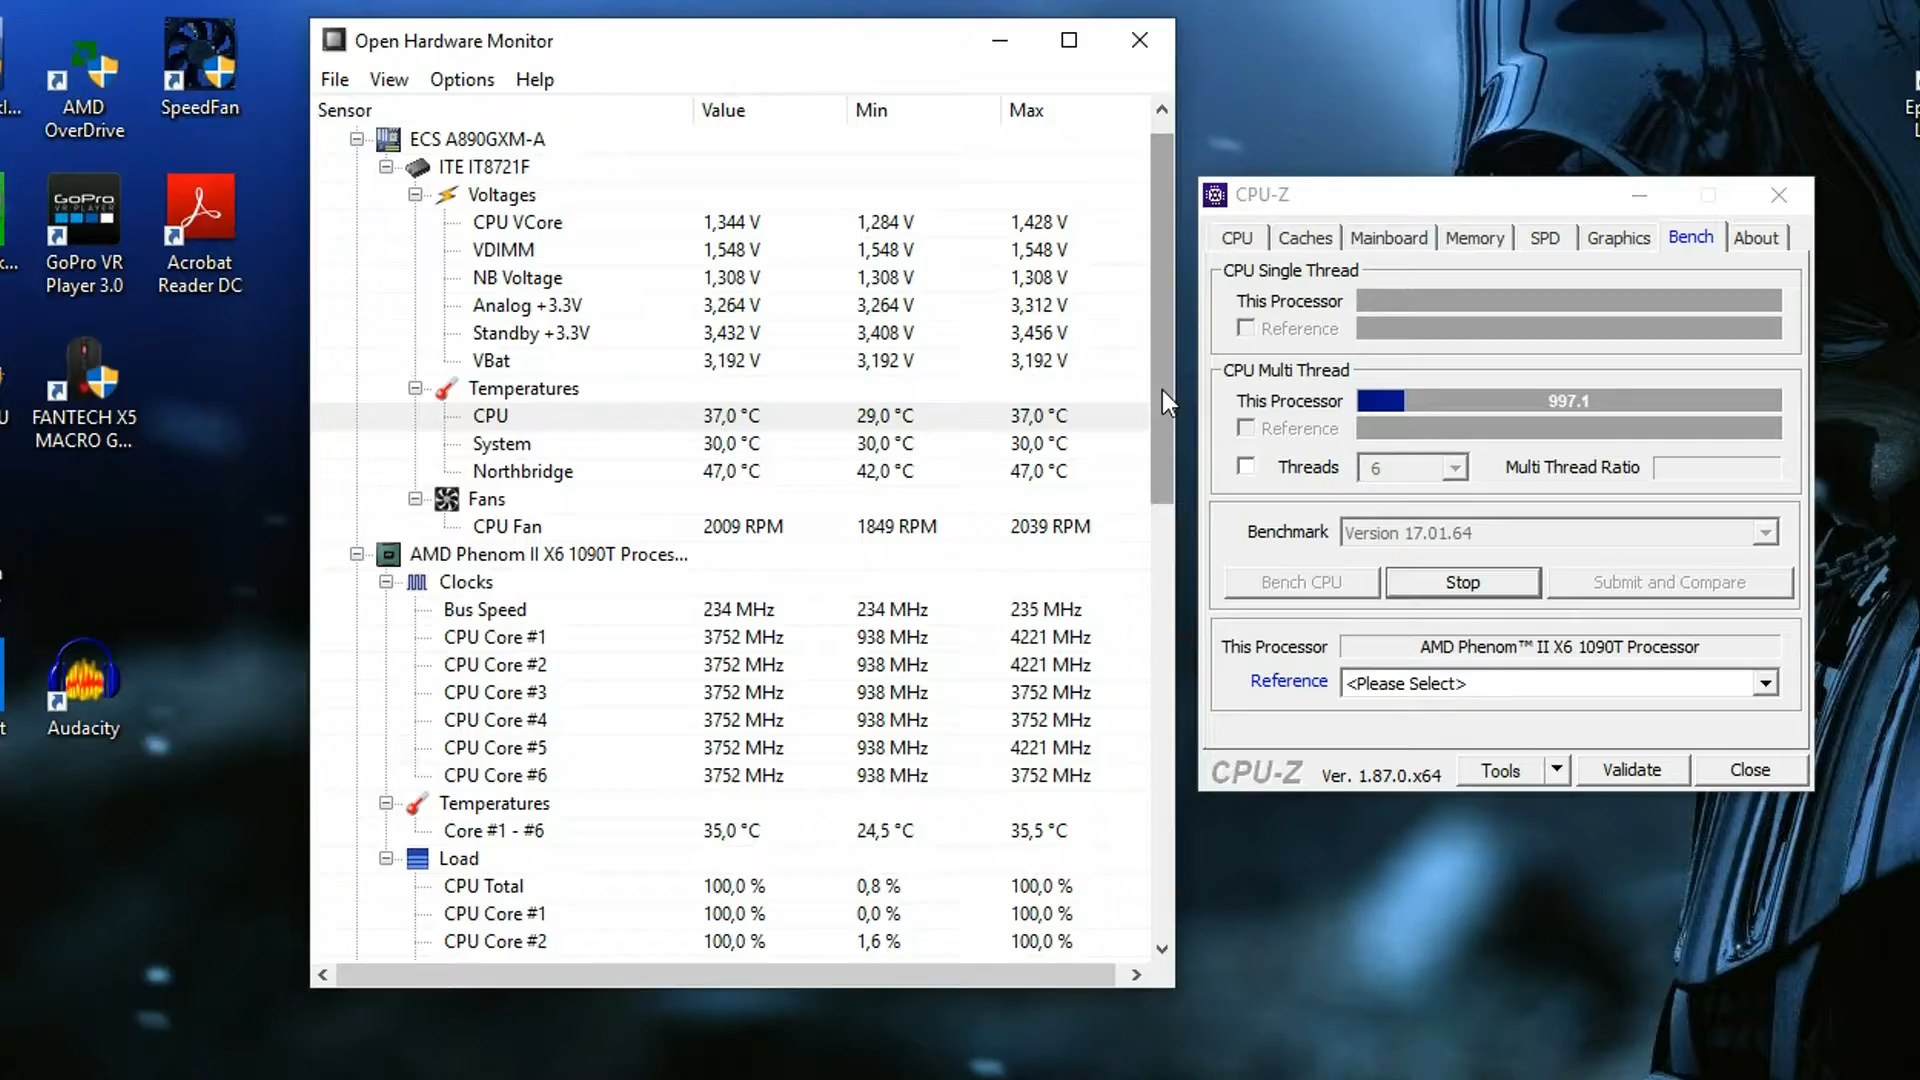 kl...
AMD
OverDrive
SpeedFan
k...
GoPro
VR PLAYER 3.0
GoPro VR
Player 3.0
Acrobat
Reader DC
U
FANTECH X5
MACRO G...
t
Audacity
Open Hardware Monitor
File View Options Help
Sensor Value Min Max
ECS A890GXM-A
ITE IT8721F
Voltages
CPU VCore 1,344 V 1,284 V 1,428 V
VDIMM 1,548 V 1,548 V 1,548 V
NB Voltage 1,308 V 1,308 V 1,308 V
Analog +3.3V 3,264 V 3,264 V 3,312 V
Standby +3.3V 3,432 V 3,408 V 3,456 V
VBat 3,192 V 3,192 V 3,192 V
Temperatures
CPU 37,0 °C 29,0 °C 37,0 °C
System 30,0 °C 30,0 °C 30,0 °C
Northbridge 47,0 °C 42,0 °C 47,0 °C
Fans
CPU Fan 2009 RPM 1849 RPM 2039 RPM
AMD Phenom II X6 1090T Proces...
Clocks
Bus Speed 234 MHz 234 MHz 235 MHz
CPU Core #1 3752 MHz 938 MHz 4221 MHz
CPU Core #2 3752 MHz 938 MHz 4221 MHz
CPU Core #3 3752 MHz 938 MHz 3752 MHz
CPU Core #4 3752 MHz 938 MHz 3752 MHz
CPU Core #5 3752 MHz 938 MHz 4221 MHz
CPU Core #6 3752 MHz 938 MHz 3752 MHz
Temperatures
Core #1 - #6 35,0 °C 24,5 °C 35,5 °C
Load
CPU Total 100,0 % 0,8 % 100,0 %
CPU Core #1 100,0 % 0,0 % 100,0 %
CPU Core #2 100,0 % 1,6 % 100,0 %
CPU-Z
CPU Caches Mainboard Memory SPD Graphics Bench About
CPU Single Thread
This Processor
Reference
CPU Multi Thread
This Processor 997.1
Reference
Threads 6 Multi Thread Ratio
Benchmark Version 17.01.64
Bench CPU Stop Submit and Compare
This Processor AMD Phenom™ II X6 1090T Processor
Reference <Please Select>
CPU-Z Ver. 1.87.0.x64 Tools Validate Close
Ep
L